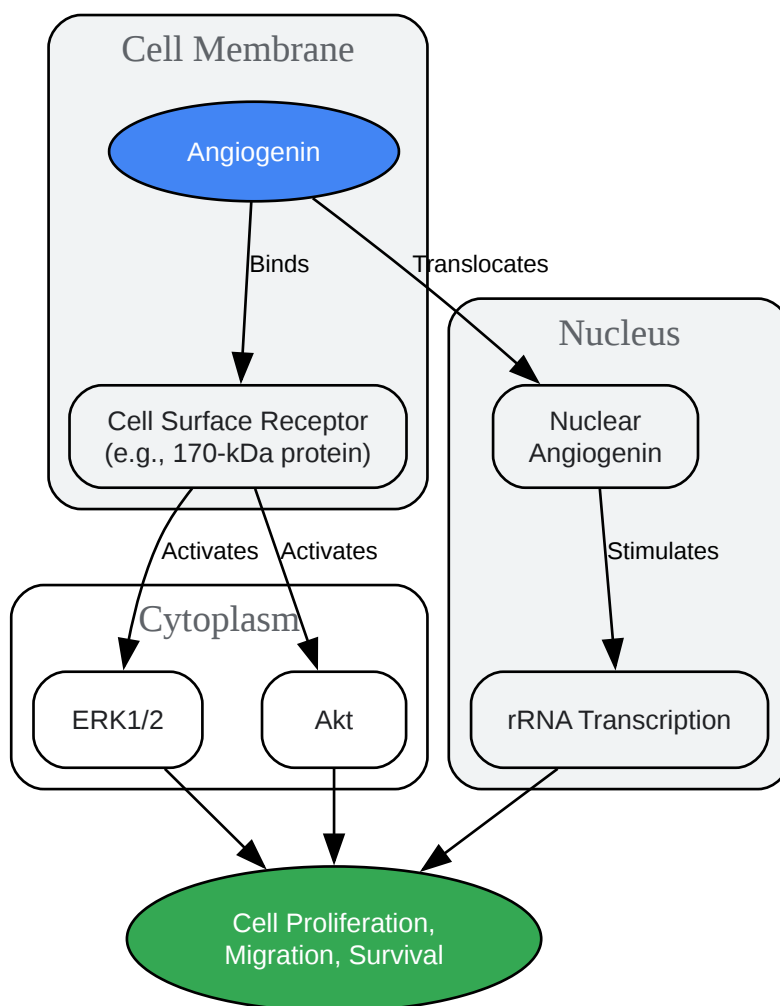 Cell Membrane
Angiogenin
Binds
Translocates
Nucleus
Cell Surface Receptor
(e.g., 170-kDa protein)
Nuclear
Angiogenin
Activates
Activates
Stimulates
Cytoplasm
ERK1/2
Akt
rRNA Transcription
Cell Proliferation,
Migration, Survival